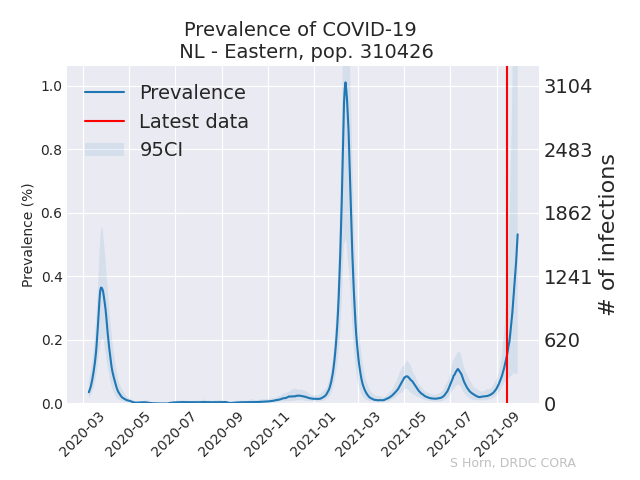 Prevalence of COVID-19
NL - Eastern, pop. 310426
Prevalence
Latest data
95CI
Prevalence (%)
1.0
0.8
0.6
0.4
0.2
0.0
3104
2483
1862
1241
620
0
# of infections
2020-03
2020-05
2020-07
2020-09
2020-11
2021-01
2021-03
2021-05
2021-07
2021-09
S Horn, DRDC CORA